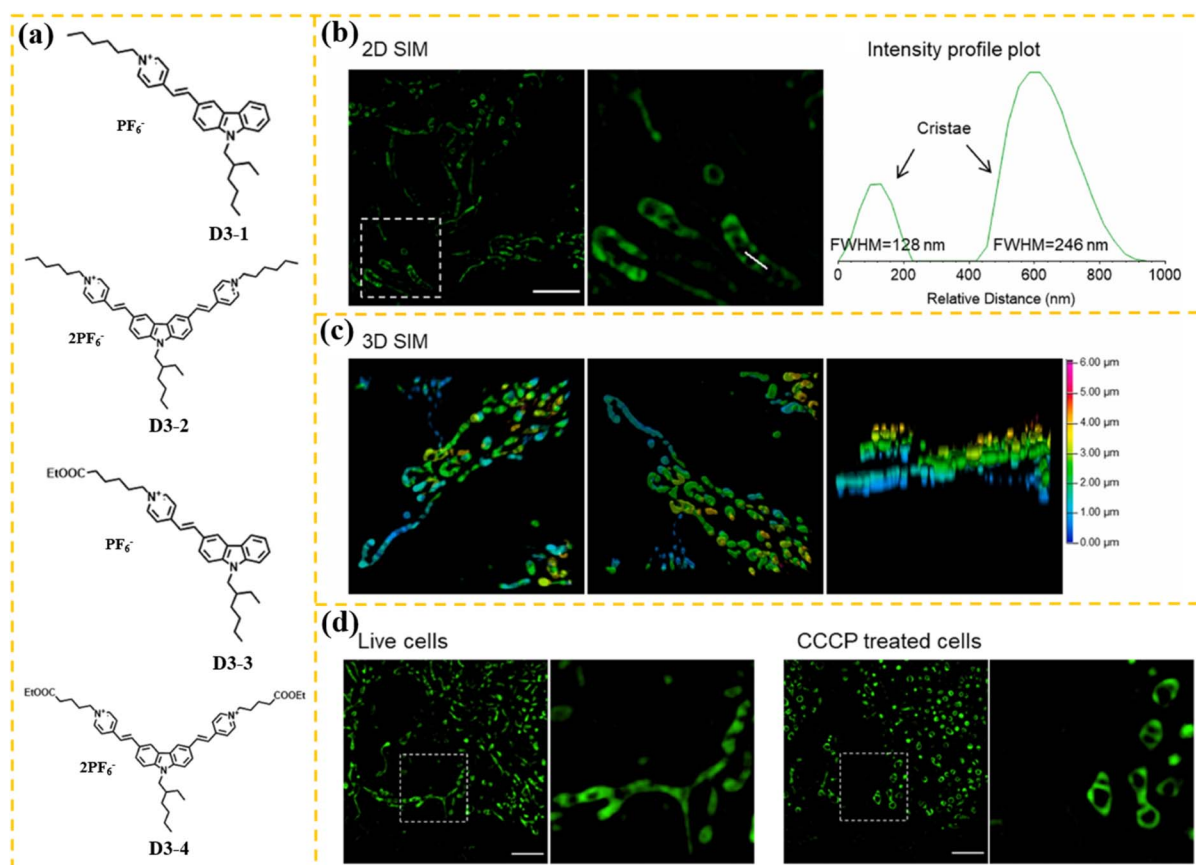 (a)
N+
PF6-
N
D3-1
N+
N+
2PF6-
N
D3-2
EtOOC
N+
PF6-
N
D3-3
EtOOC
COOEt
N+
N+
2PF6-
N
D3-4
(b)
2D SIM
Intensity profile plot
Cristae
FWHM=128 nm
FWHM=246 nm
0 200 400 600 800 1000
Relative Distance (nm)
(c)
3D SIM
6.00 µm
5.00 µm
4.00 µm
3.00 µm
2.00 µm
1.00 µm
0.00 µm
(d)
Live cells
CCCP treated cells